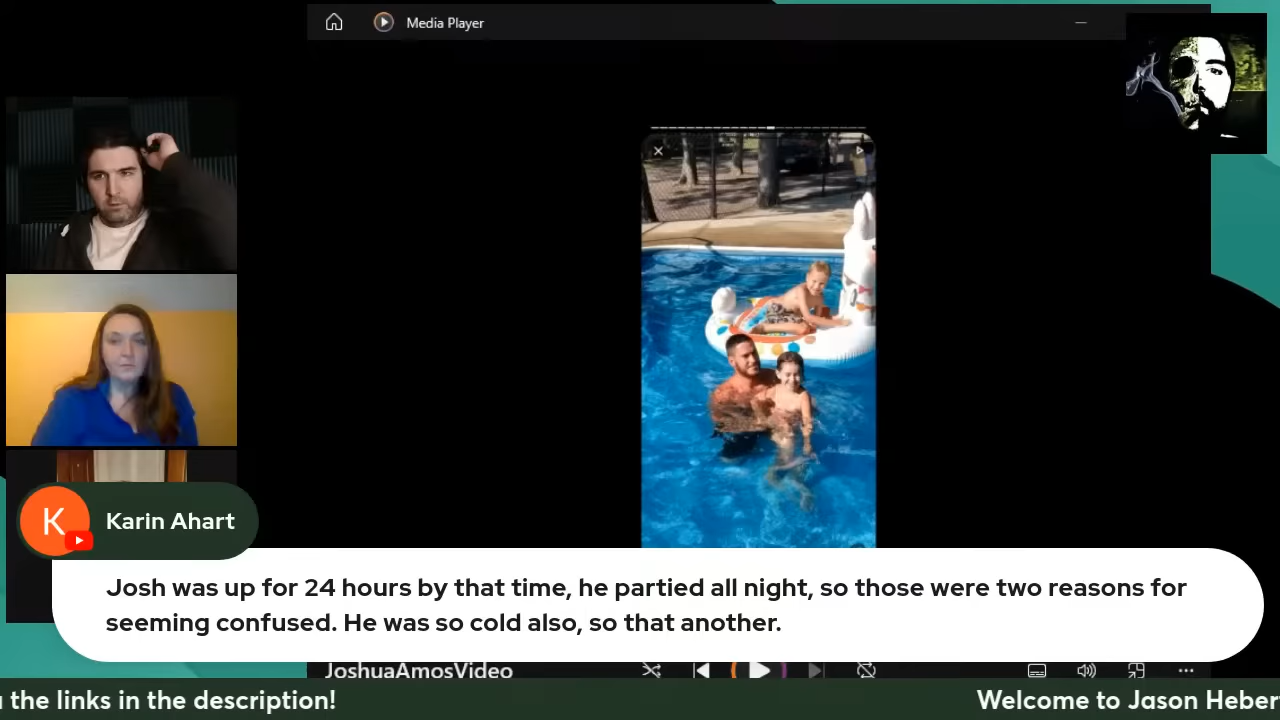 Media Player
K
Karin Ahart
Josh was up for 24 hours by that time, he partied all night, so those were two reasons for
seeming confused. He was so cold also, so that another.
JoshuaAmosVideo
the links in the description!
Welcome to Jason Heber